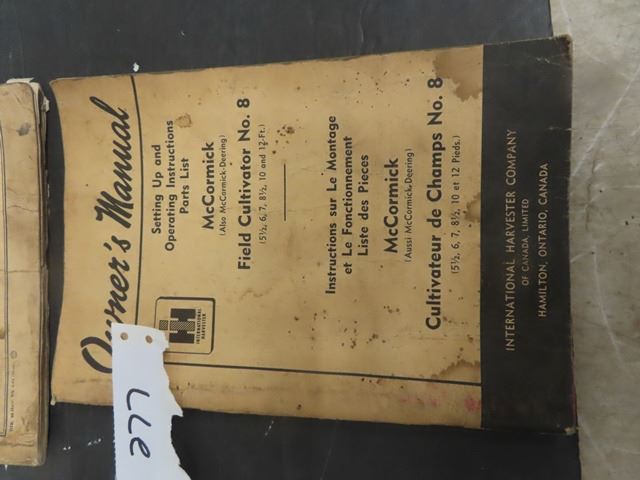 Owner's Manual
Setting Up and
Operating Instructions
Parts List
McCormick
(Also McCormick-Deering)
Field Cultivator No. 8
(5½, 6, 7, 8½, 10 and 12-Ft.)
Instructions sur Le Montage
et Le Fonctionnement
Liste des Pieces
McCormick
(Aussi McCormick-Deering)
Cultivateur de Champs No. 8
(5½, 6, 7, 8½, 10 et 12 Pieds.)
IH
INTERNATIONAL
HARVESTER
INTERNATIONAL HARVESTER COMPANY
OF CANADA, LIMITED
HAMILTON, ONTARIO, CANADA